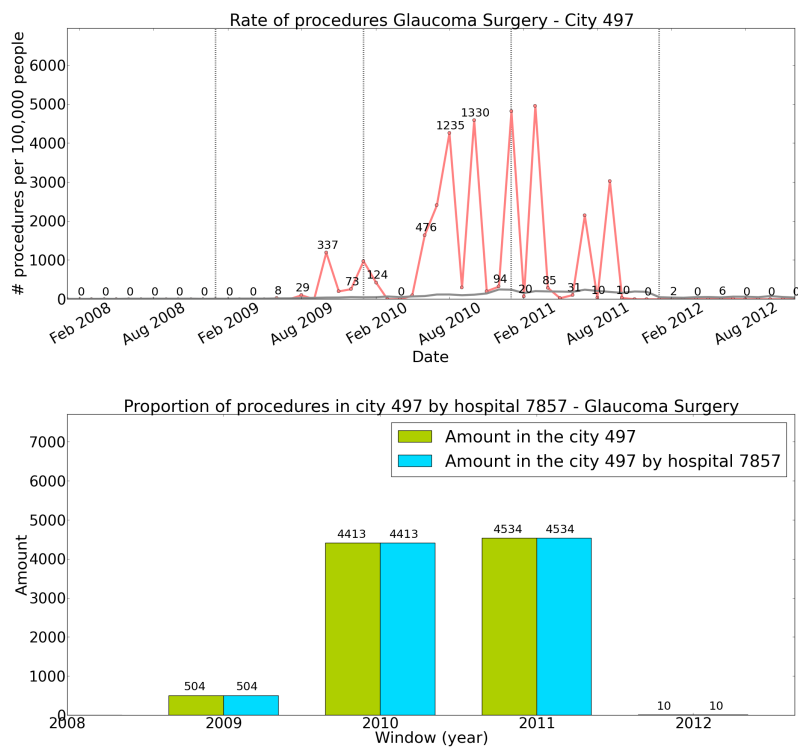 Rate of procedures Glaucoma Surgery - City 497
# procedures per 100,000 people
6000
5000
4000
3000
2000
1000
0
0 0 0 0 0 0 0 0 8 29 337 73 124 0 476 1235 1330 94 20 85 31 10 10 0 2 0 6 0 0 0
Feb 2008 Aug 2008 Feb 2009 Aug 2009 Feb 2010 Aug 2010 Feb 2011 Aug 2011 Feb 2012 Aug 2012
Date
Proportion of procedures in city 497 by hospital 7857 - Glaucoma Surgery
Amount in the city 497
Amount in the city 497 by hospital 7857
Amount
7000
6000
5000
4000
3000
2000
1000
0
504 504 4413 4413 4534 4534 10 10
2008 2009 2010 2011 2012
Window (year)